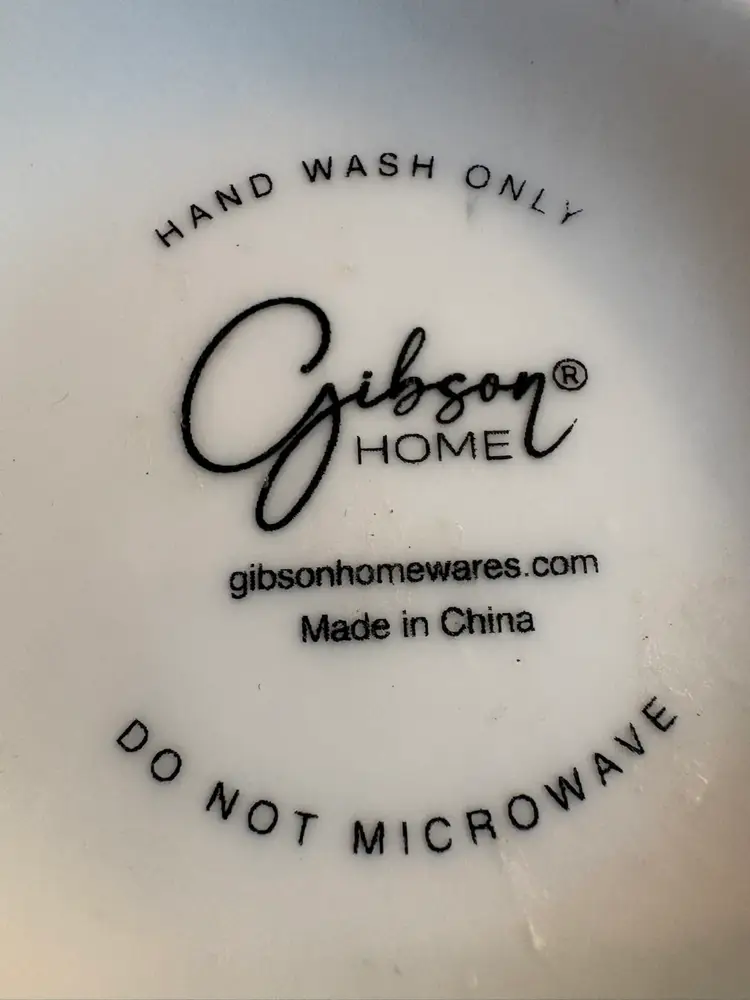 HAND WASH ONLY
Gibson®
HOME
gibsonhomewares.com
Made in China
DO NOT MICROWAVE